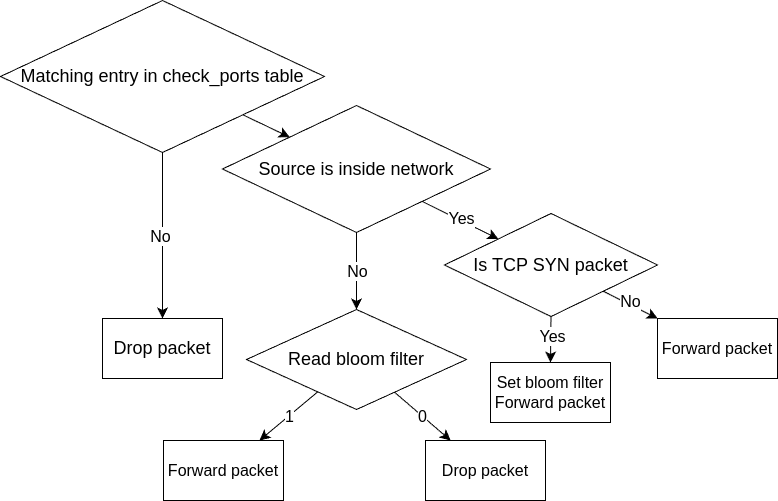 Matching entry in check_ports table
Source is inside network
Yes
No
Is TCP SYN packet
No
No
Yes
Drop packet
Read bloom filter
Forward packet
Set bloom filter
Forward packet
1
0
Forward packet
Drop packet